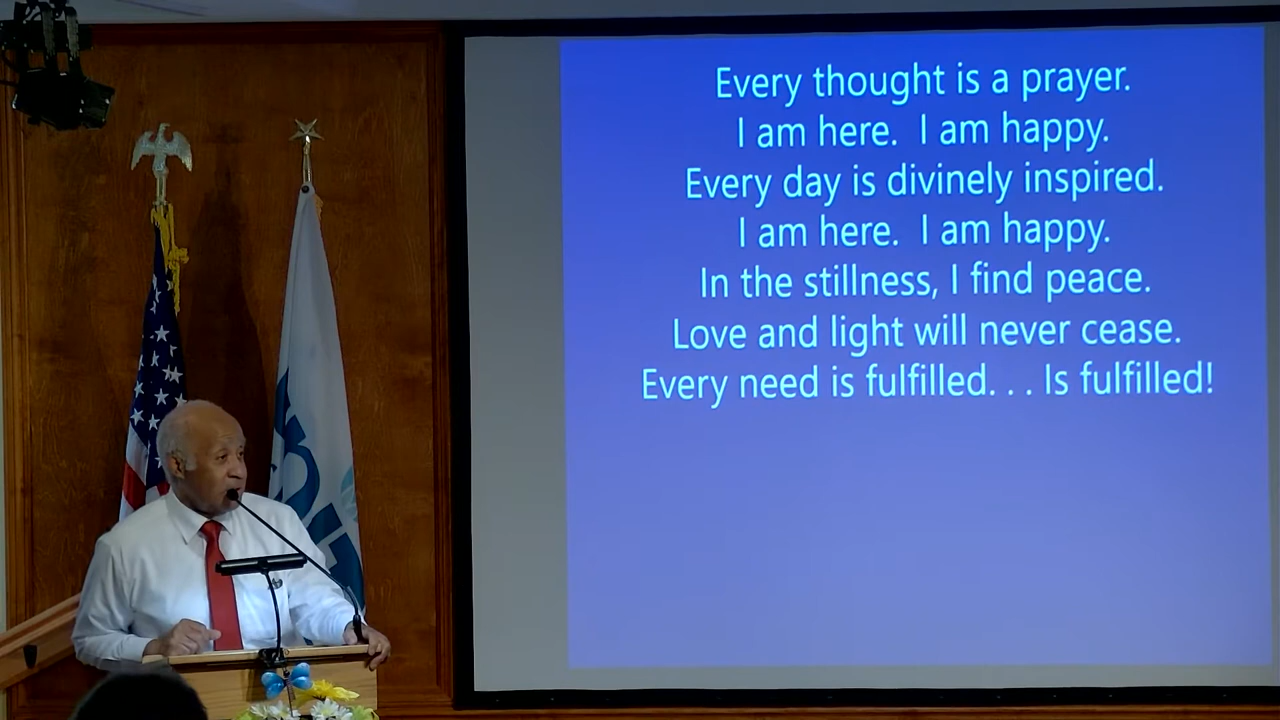 Every thought is a prayer.
I am here.  I am happy.
Every day is divinely inspired.
I am here.  I am happy.
In the stillness, I find peace.
Love and light will never cease.
Every need is fulfilled. . . Is fulfilled!